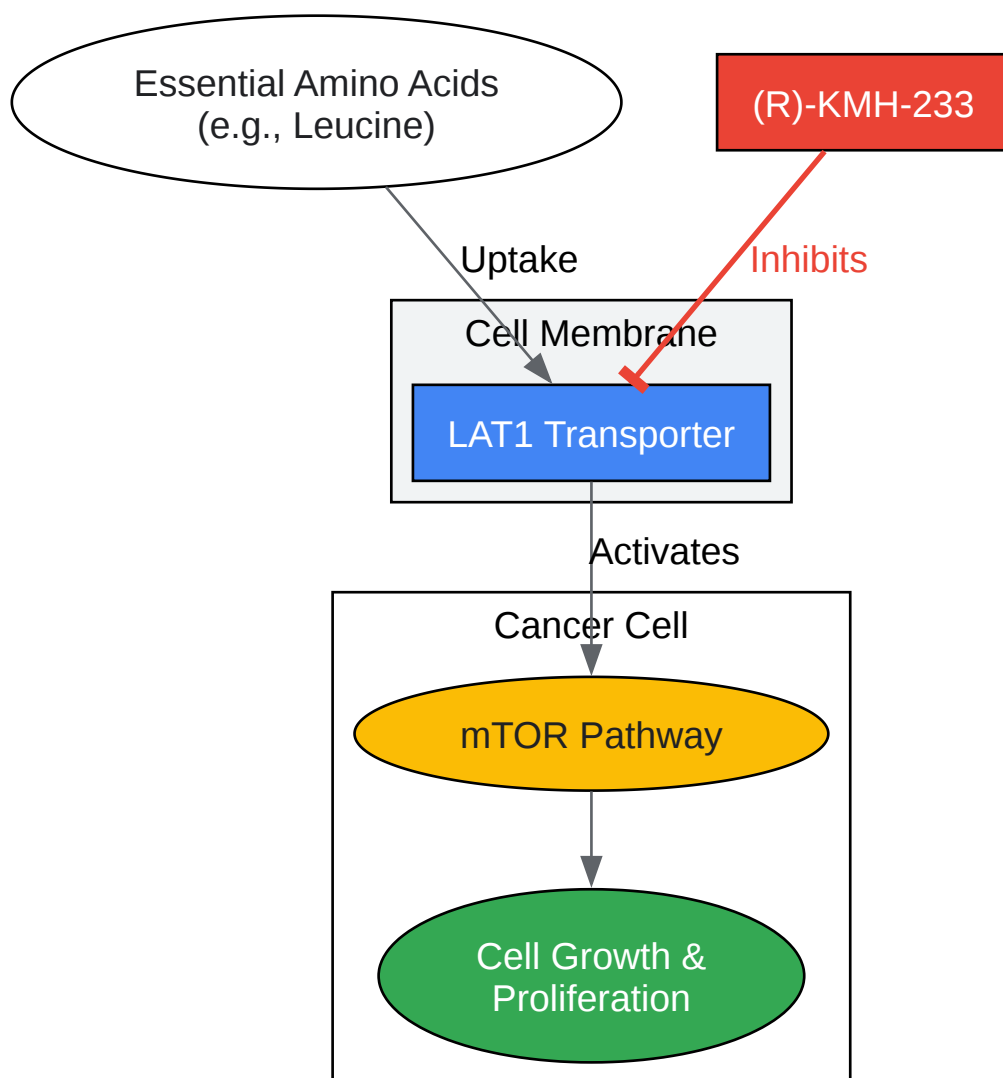 Essential Amino Acids
(e.g., Leucine)
(R)-KMH-233
Uptake
Inhibits
Cell Membrane
LAT1 Transporter
Activates
Cancer Cell
mTOR Pathway
Cell Growth &
Proliferation